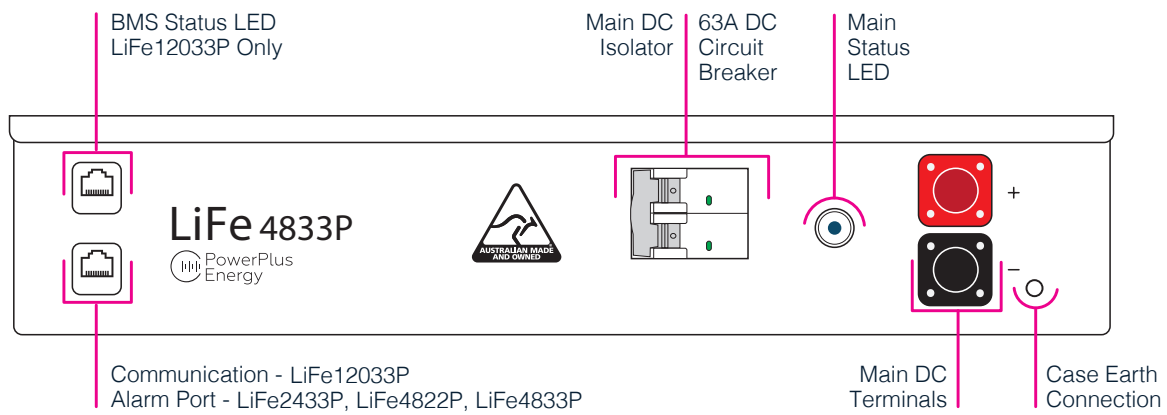 BMS Status LED
LiFe12033P Only
Main DC
Isolator
63A DC
Circuit
Breaker
Main
Status
LED
LiFe 4833P
PowerPlus
Energy
AUSTRALIAN MADE
AND OWNED
+
−
Communication - LiFe12033P
Alarm Port - LiFe2433P, LiFe4822P, LiFe4833P
Main DC
Terminals
Case Earth
Connection